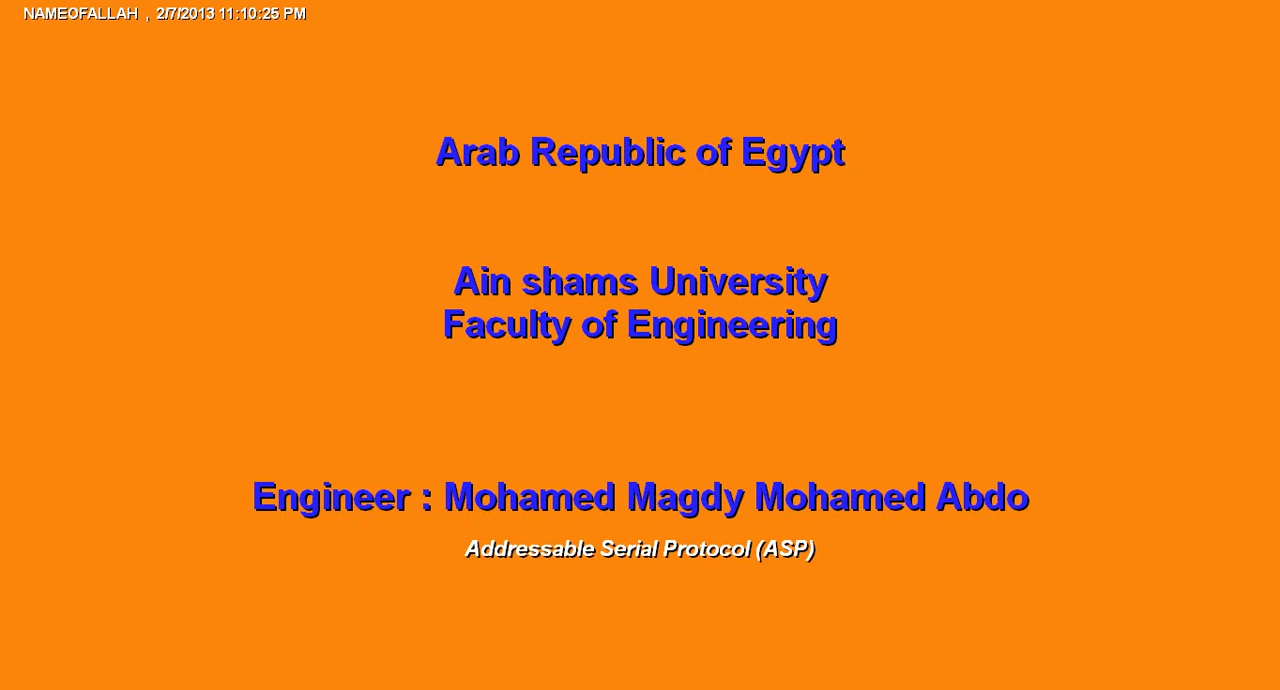 NAMEOFALLAH , 2/7/2013 11:10:25 PM
Arab Republic of Egypt
Ain shams University
Faculty of Engineering
Engineer : Mohamed Magdy Mohamed Abdo
Addressable Serial Protocol (ASP)